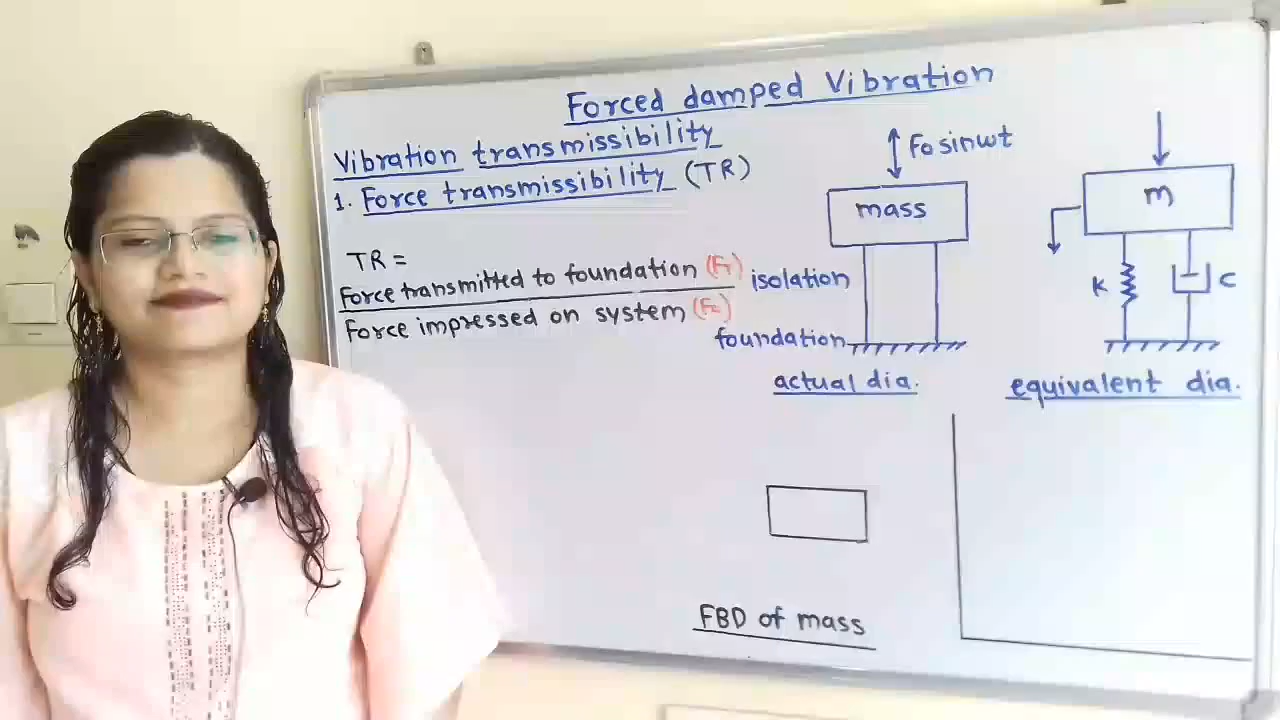 Forced damped Vibration
Vibration transmissibility
1. Force transmissibility (TR)
TR =
Force transmitted to foundation (FT)
Force impressed on system (Fo)
Fo sinwt
mass
isolation
foundation
actual dia.
m
K
C
equivalent dia.
FBD of mass